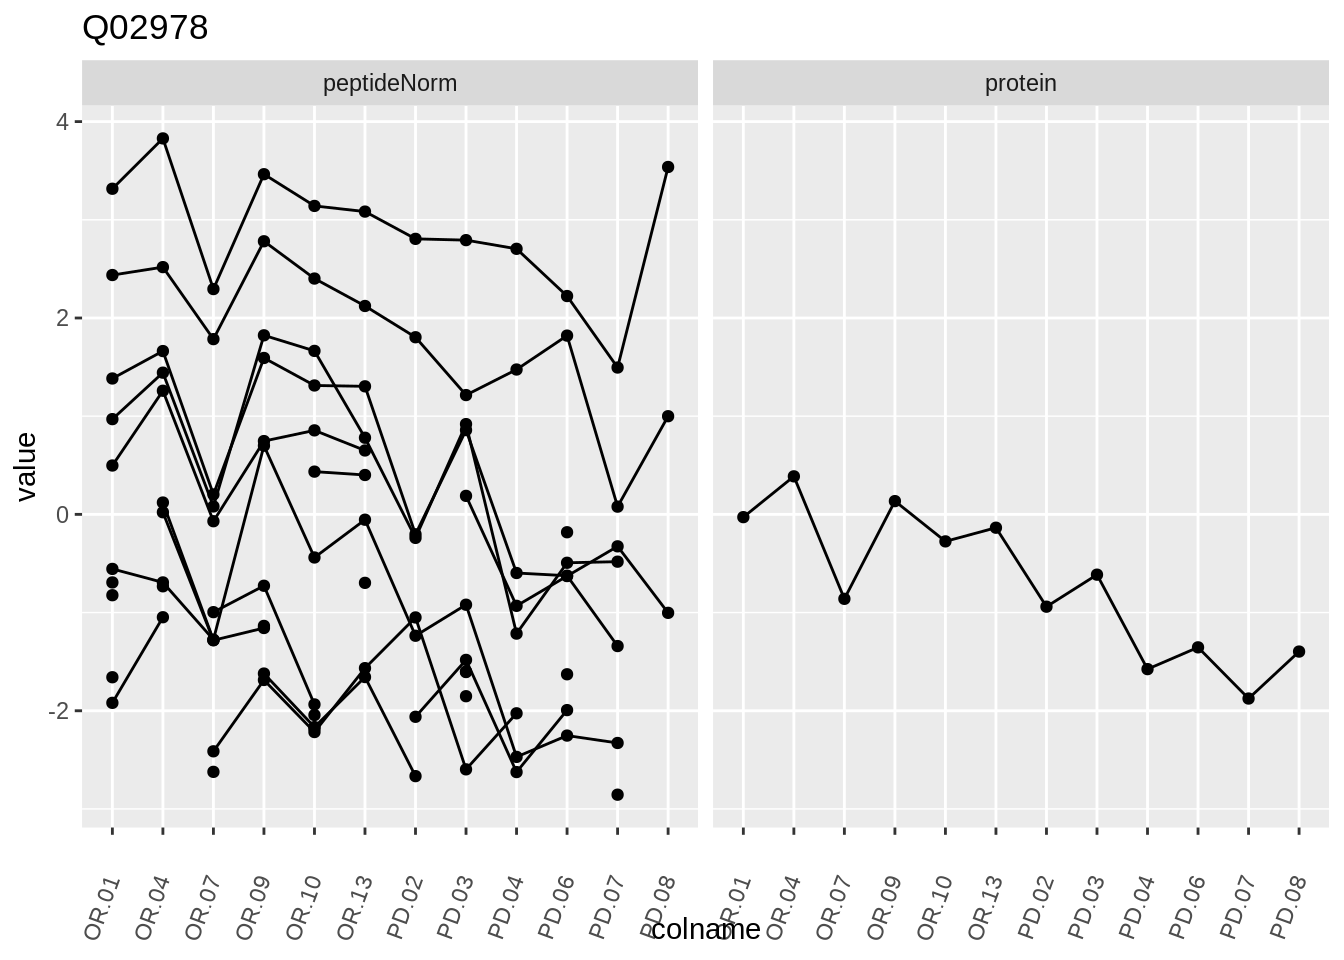 Q02978
peptideNorm
protein
4
2
0
-2
value
OR.01
OR.04
OR.07
OR.09
OR.10
OR.13
PD.02
PD.03
PD.04
PD.06
PD.07
PD.08
OR.01
OR.04
OR.07
OR.09
OR.10
OR.13
PD.02
PD.03
PD.04
PD.06
PD.07
PD.08
colname